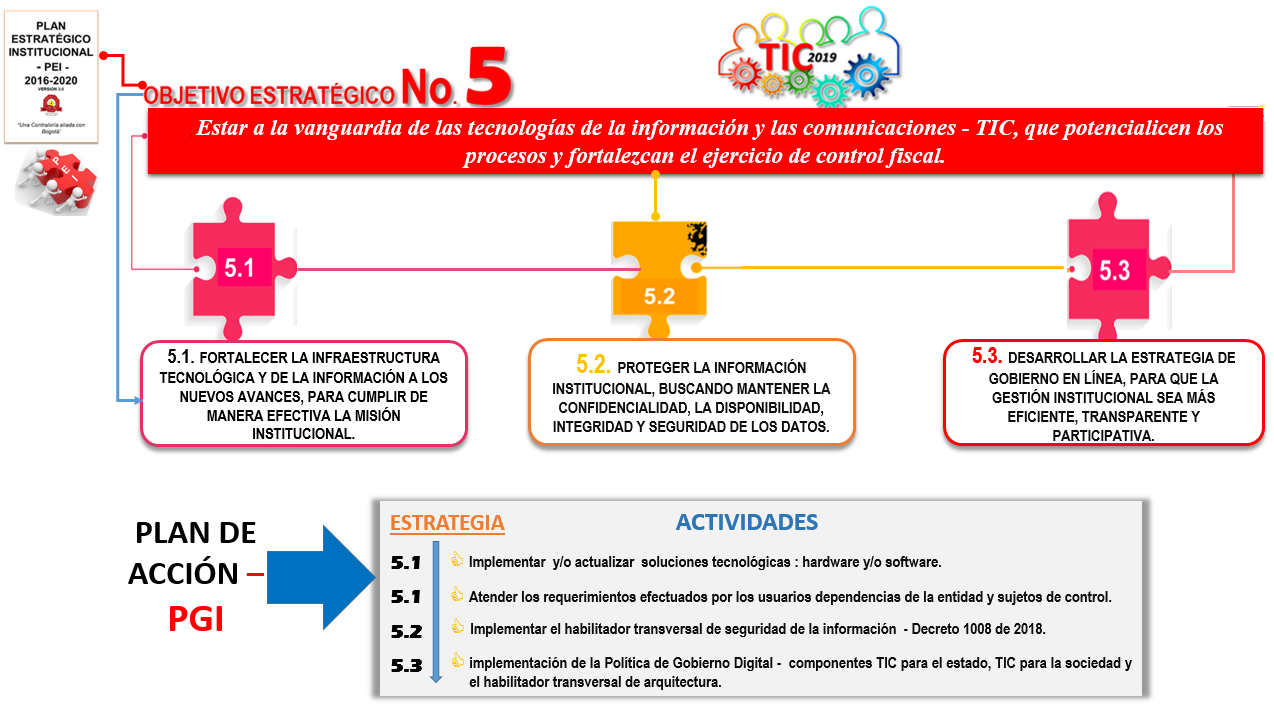 PLAN
ESTRATÉGICO
INSTITUCIONAL
- PEI -
2016-2020
VERSION 3.0
"Una Contraloría aliada con
Bogotá"
P E I
OBJETIVO ESTRATÉGICO No. 5
TIC 2019
Estar a la vanguardia de las tecnologías de la información y las comunicaciones - TIC, que potencialicen los
procesos y fortalezcan el ejercicio de control fiscal.
5.1
5.2
5.3
5.1. FORTALECER LA INFRAESTRUCTURA
TECNOLÓGICA Y DE LA INFORMACIÓN A LOS
NUEVOS AVANCES, PARA CUMPLIR DE
MANERA EFECTIVA LA MISIÓN
INSTITUCIONAL.
5.2. PROTEGER LA INFORMACIÓN
INSTITUCIONAL, BUSCANDO MANTENER LA
CONFIDENCIALIDAD, LA DISPONIBILIDAD,
INTEGRIDAD Y SEGURIDAD DE LOS DATOS.
5.3. DESARROLLAR LA ESTRATEGIA DE
GOBIERNO EN LÍNEA, PARA QUE LA
GESTIÓN INSTITUCIONAL SEA MÁS
EFICIENTE, TRANSPARENTE Y
PARTICIPATIVA.
PLAN DE
ACCIÓN –
PGI
ESTRATEGIA ACTIVIDADES
5.1 Implementar y/o actualizar soluciones tecnológicas : hardware y/o software.
5.1 Atender los requerimientos efectuados por los usuarios dependencias de la entidad y sujetos de control.
5.2 Implementar el habilitador transversal de seguridad de la información - Decreto 1008 de 2018.
5.3 implementación de la Política de Gobierno Digital - componentes TIC para el estado, TIC para la sociedad y
el habilitador transversal de arquitectura.